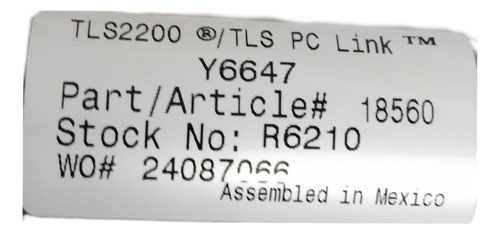 TLS2200 ®/TLS PC Link ™
Y6647
Part/Article# 18560
Stock No: R6210
WO# 24087066
Assembled in Mexico